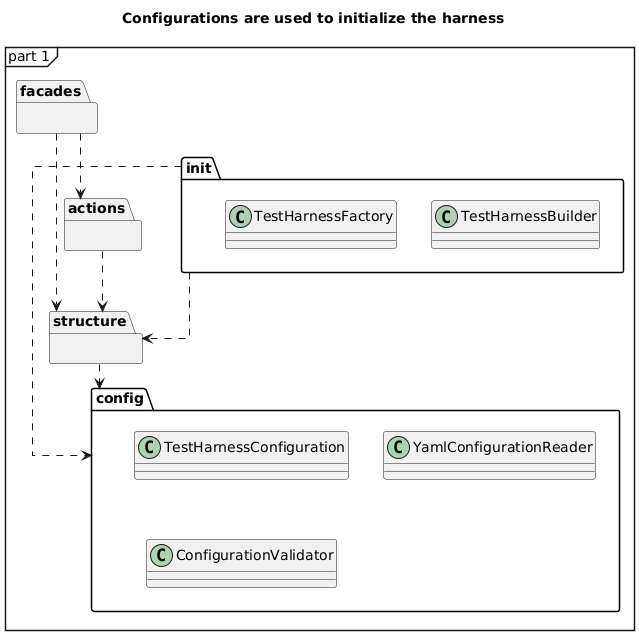 Configurations are used to initialize the harness
part 1
facades
init
C TestHarnessFactory
C TestHarnessBuilder
actions
structure
config
C TestHarnessConfiguration
C YamlConfigurationReader
C ConfigurationValidator